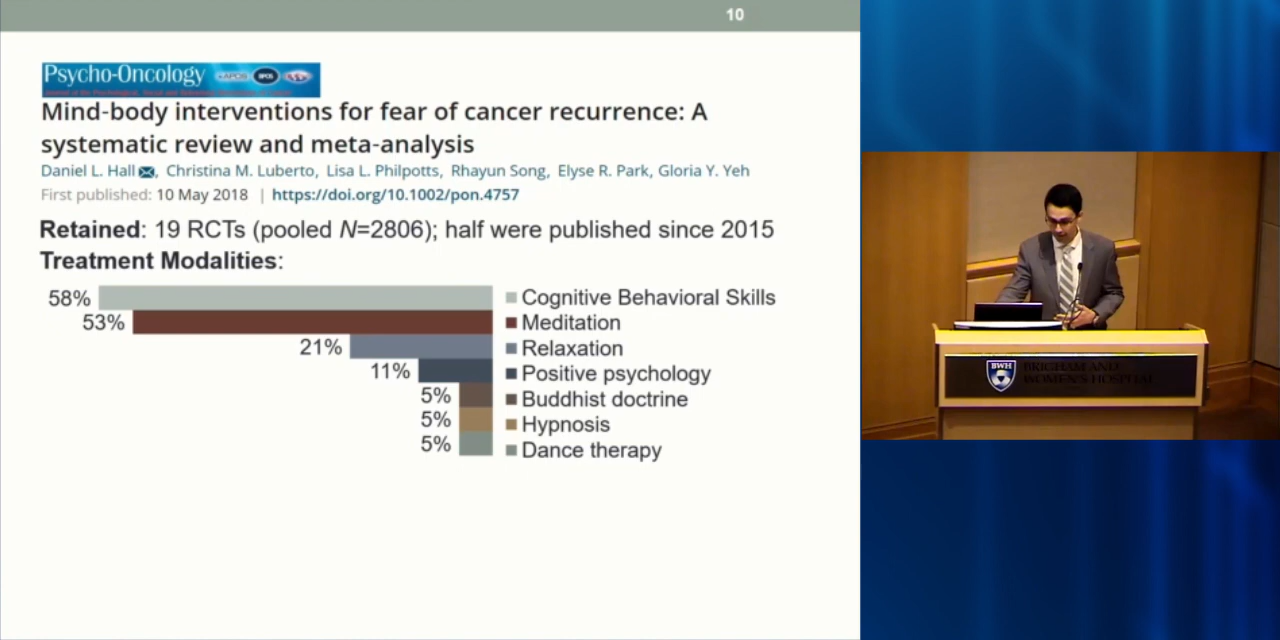 10
Psycho-Oncology
Mind-body interventions for fear of cancer recurrence: A
systematic review and meta-analysis
Daniel L. Hall, Christina M. Luberto, Lisa L. Philpotts, Rhayun Song, Elyse R. Park, Gloria Y. Yeh
First published: 10 May 2018 | https://doi.org/10.1002/pon.4757
Retained: 19 RCTs (pooled N=2806); half were published since 2015
Treatment Modalities:
58% Cognitive Behavioral Skills
53% Meditation
21% Relaxation
11% Positive psychology
5% Buddhist doctrine
5% Hypnosis
5% Dance therapy
BWH
BRIGHAM AND
WOMEN'S HOSPITAL